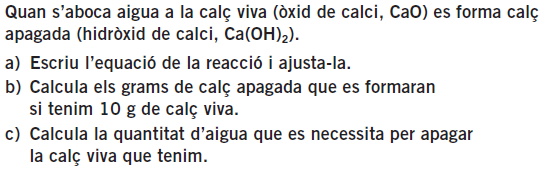 Quan s'aboca aigua a la calç viva (òxid de calci, CaO) es forma calç
apagada (hidròxid de calci, Ca(OH)₂).
a) Escriu l'equació de la reacció i ajusta-la.
b) Calcula els grams de calç apagada que es formaran
si tenim 10 g de calç viva.
c) Calcula la quantitat d'aigua que es necessita per apagar
la calç viva que tenim.